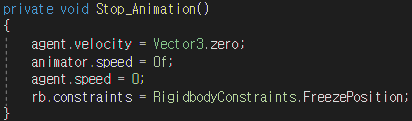 private void Stop_Animation()
{
agent.velocity = Vector3.zero;
animator.speed = 0f;
agent.speed = 0;
rb.constraints = RigidbodyConstraints.FreezePosition;
}